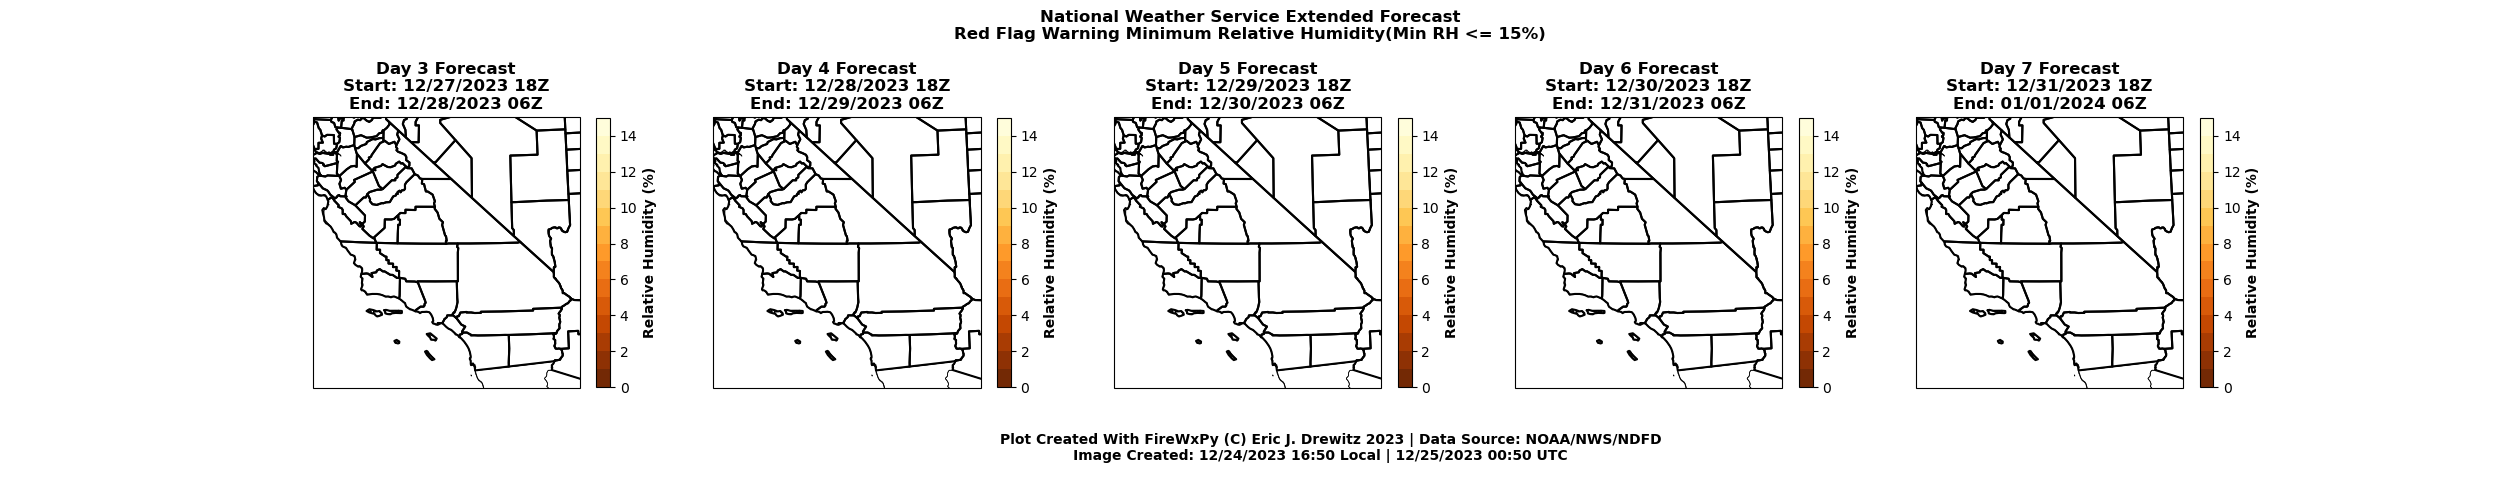 National Weather Service Extended Forecast
Red Flag Warning Minimum Relative Humidity(Min RH <= 15%)
Day 3 Forecast
Start: 12/27/2023 18Z
End: 12/28/2023 06Z
14
12
10
8
6
4
2
0
Relative Humidity (%)
Day 4 Forecast
Start: 12/28/2023 18Z
End: 12/29/2023 06Z
14
12
10
8
6
4
2
0
Relative Humidity (%)
Day 5 Forecast
Start: 12/29/2023 18Z
End: 12/30/2023 06Z
14
12
10
8
6
4
2
0
Relative Humidity (%)
Day 6 Forecast
Start: 12/30/2023 18Z
End: 12/31/2023 06Z
14
12
10
8
6
4
2
0
Relative Humidity (%)
Day 7 Forecast
Start: 12/31/2023 18Z
End: 01/01/2024 06Z
14
12
10
8
6
4
2
0
Relative Humidity (%)
Plot Created With FireWxPy (C) Eric J. Drewitz 2023 | Data Source: NOAA/NWS/NDFD
Image Created: 12/24/2023 16:50 Local | 12/25/2023 00:50 UTC